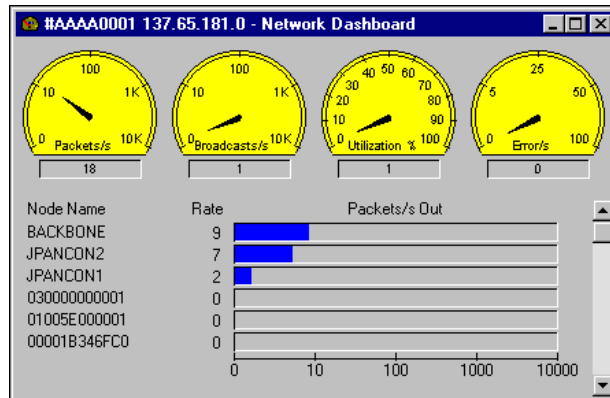 #AAAA0001 137.65.181.0 - Network Dashboard
0 10 100 1K 10K
Packets/s
18
0 10 100 1K 10K
Broadcasts/s
1
0 10 20 30 40 50 60 70 80 90 100
Utilization %
1
0 5 25 50 100
Error/s
0
Node Name Rate Packets/s Out
BACKBONE 9
JPANCON2 7
JPANCON1 2
030000000001 0
01005E000001 0
00001B346FC0 0
0 10 100 1000 10000